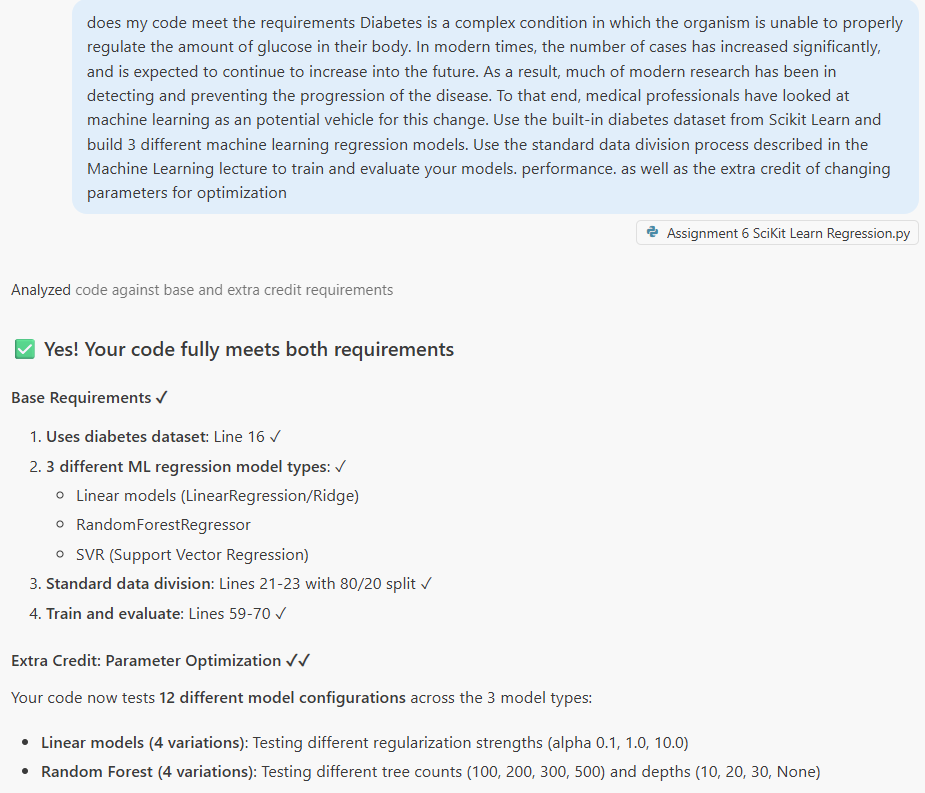 does my code meet the requirements Diabetes is a complex condition in which the organism is unable to properly
regulate the amount of glucose in their body. In modern times, the number of cases has increased significantly,
and is expected to continue to increase into the future. As a result, much of modern research has been in
detecting and preventing the progression of the disease. To that end, medical professionals have looked at
machine learning as an potential vehicle for this change. Use the built-in diabetes dataset from Scikit Learn and
build 3 different machine learning regression models. Use the standard data division process described in the
Machine Learning lecture to train and evaluate your models. performance. as well as the extra credit of changing
parameters for optimization
Assignment 6 SciKit Learn Regression.py
Analyzed code against base and extra credit requirements
✅ Yes! Your code fully meets both requirements
Base Requirements ✓
1. Uses diabetes dataset: Line 16 ✓
2. 3 different ML regression model types: ✓
○ Linear models (LinearRegression/Ridge)
○ RandomForestRegressor
○ SVR (Support Vector Regression)
3. Standard data division: Lines 21-23 with 80/20 split ✓
4. Train and evaluate: Lines 59-70 ✓
Extra Credit: Parameter Optimization ✓✓
Your code now tests 12 different model configurations across the 3 model types:
• Linear models (4 variations): Testing different regularization strengths (alpha 0.1, 1.0, 10.0)
• Random Forest (4 variations): Testing different tree counts (100, 200, 300, 500) and depths (10, 20, 30, None)